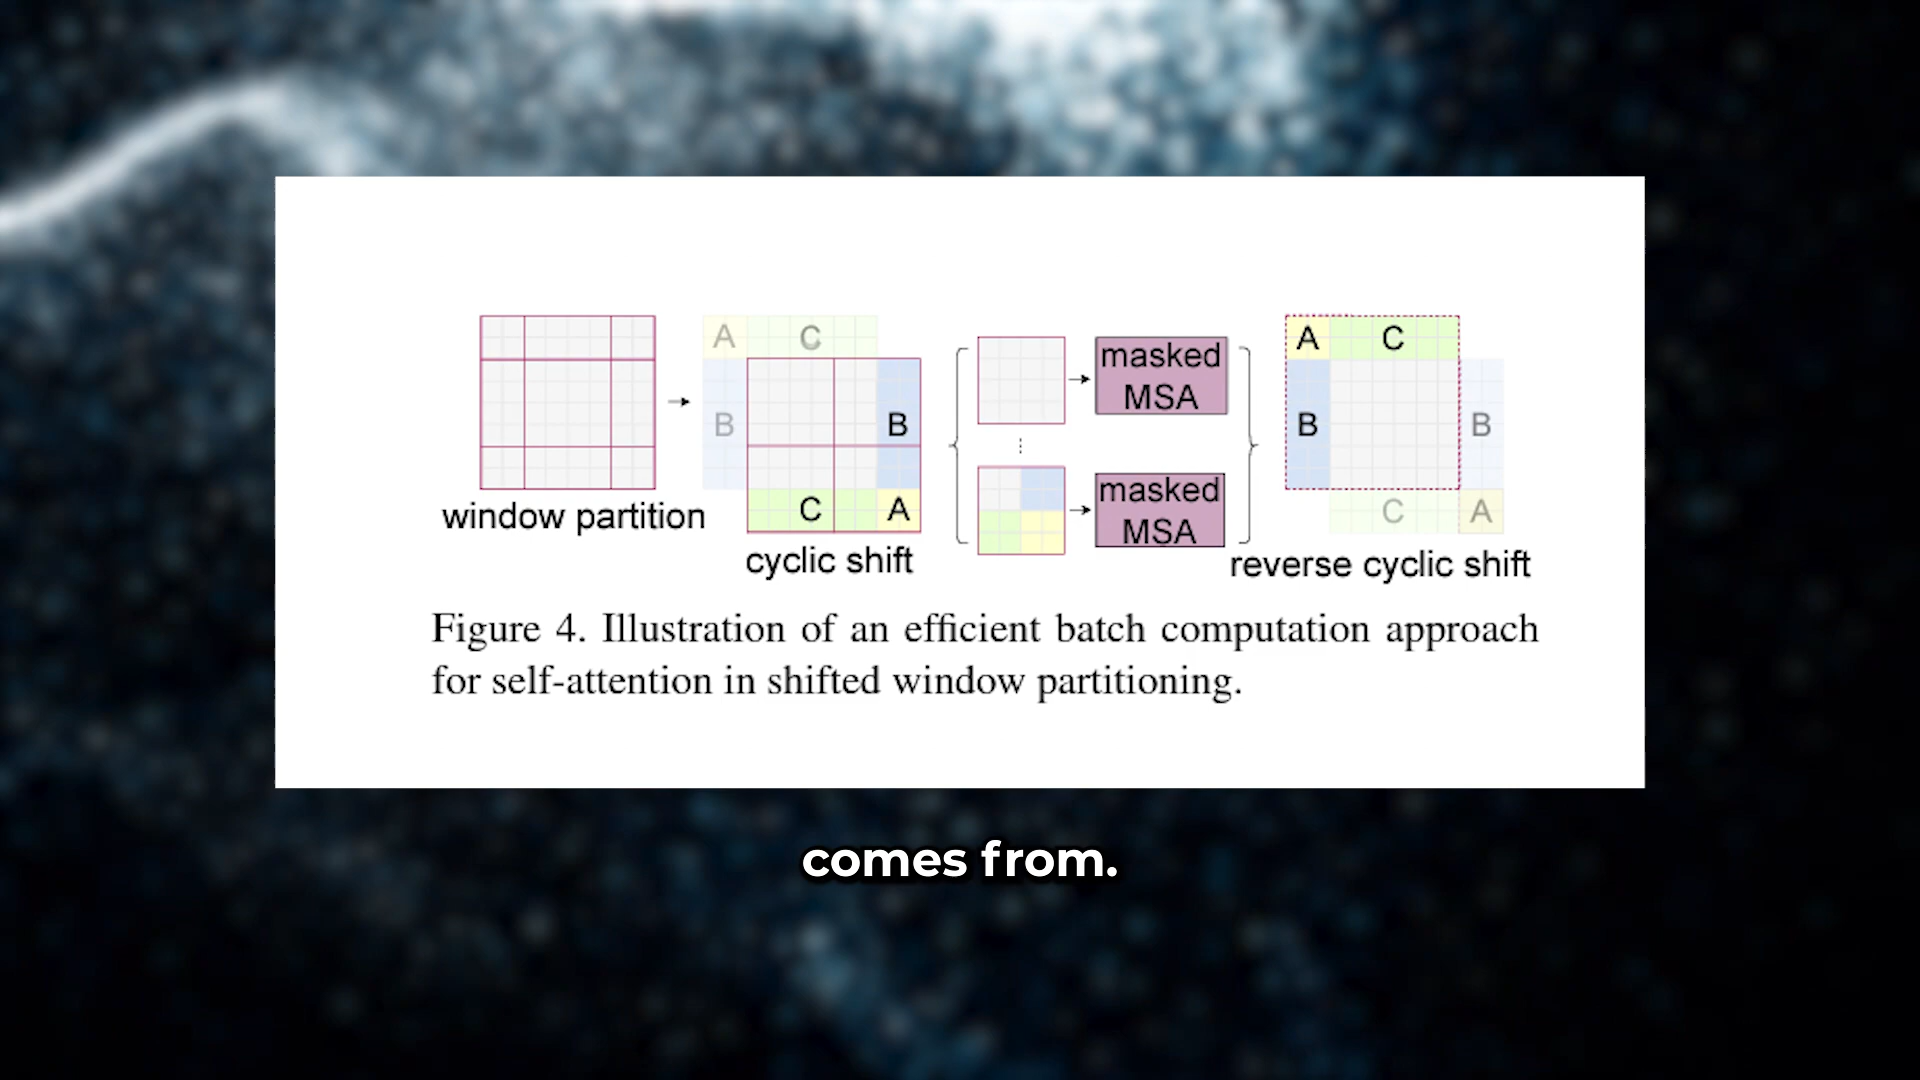 A C
B B
C A
window partition
cyclic shift
masked
MSA
masked
MSA
A C
B B
C A
reverse cyclic shift
Figure 4. Illustration of an efficient batch computation approach
for self-attention in shifted window partitioning.
comes from.